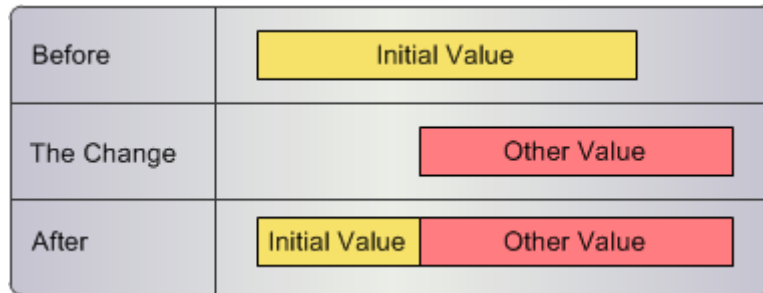 Before
Initial Value
The Change
Other Value
After
Initial Value
Other Value